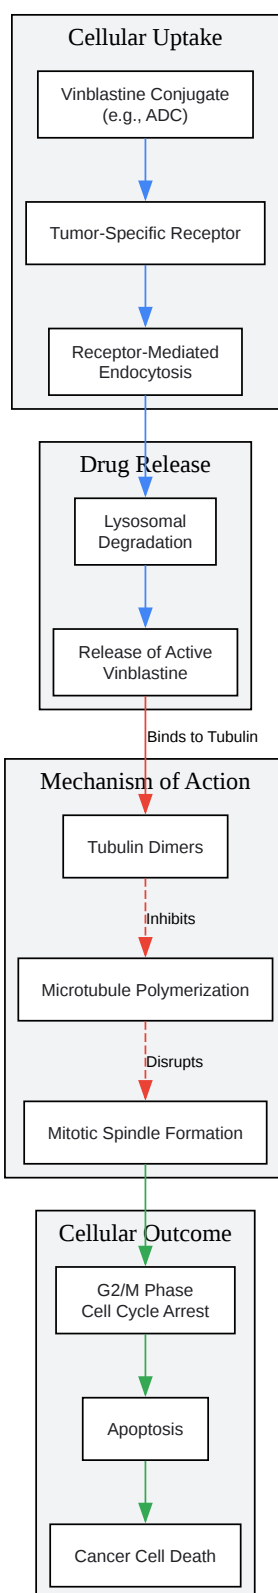 Cellular Uptake
Vinblastine Conjugate
(e.g., ADC)
Tumor-Specific Receptor
Receptor-Mediated
Endocytosis
Drug Release
Lysosomal
Degradation
Release of Active
Vinblastine
Binds to Tubulin
Mechanism of Action
Tubulin Dimers
Inhibits
Microtubule Polymerization
Disrupts
Mitotic Spindle Formation
Cellular Outcome
G2/M Phase
Cell Cycle Arrest
Apoptosis
Cancer Cell Death